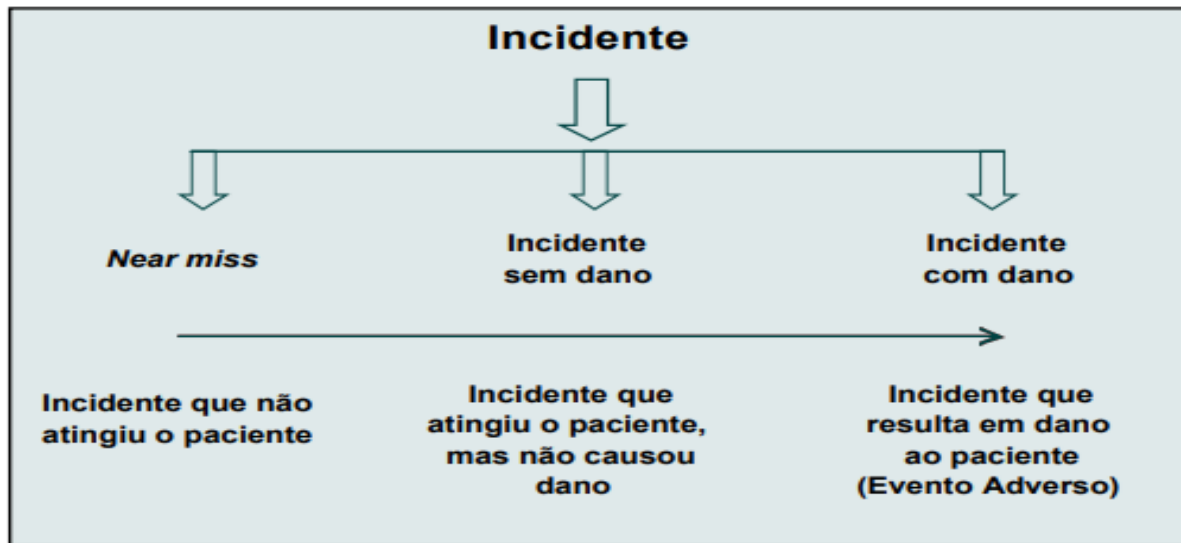 Incidente
Near miss
Incidente
sem dano
Incidente
com dano
Incidente que não
atingiu o paciente
Incidente que
atingiu o paciente,
mas não causou
dano
Incidente que
resulta em dano
ao paciente
(Evento Adverso)